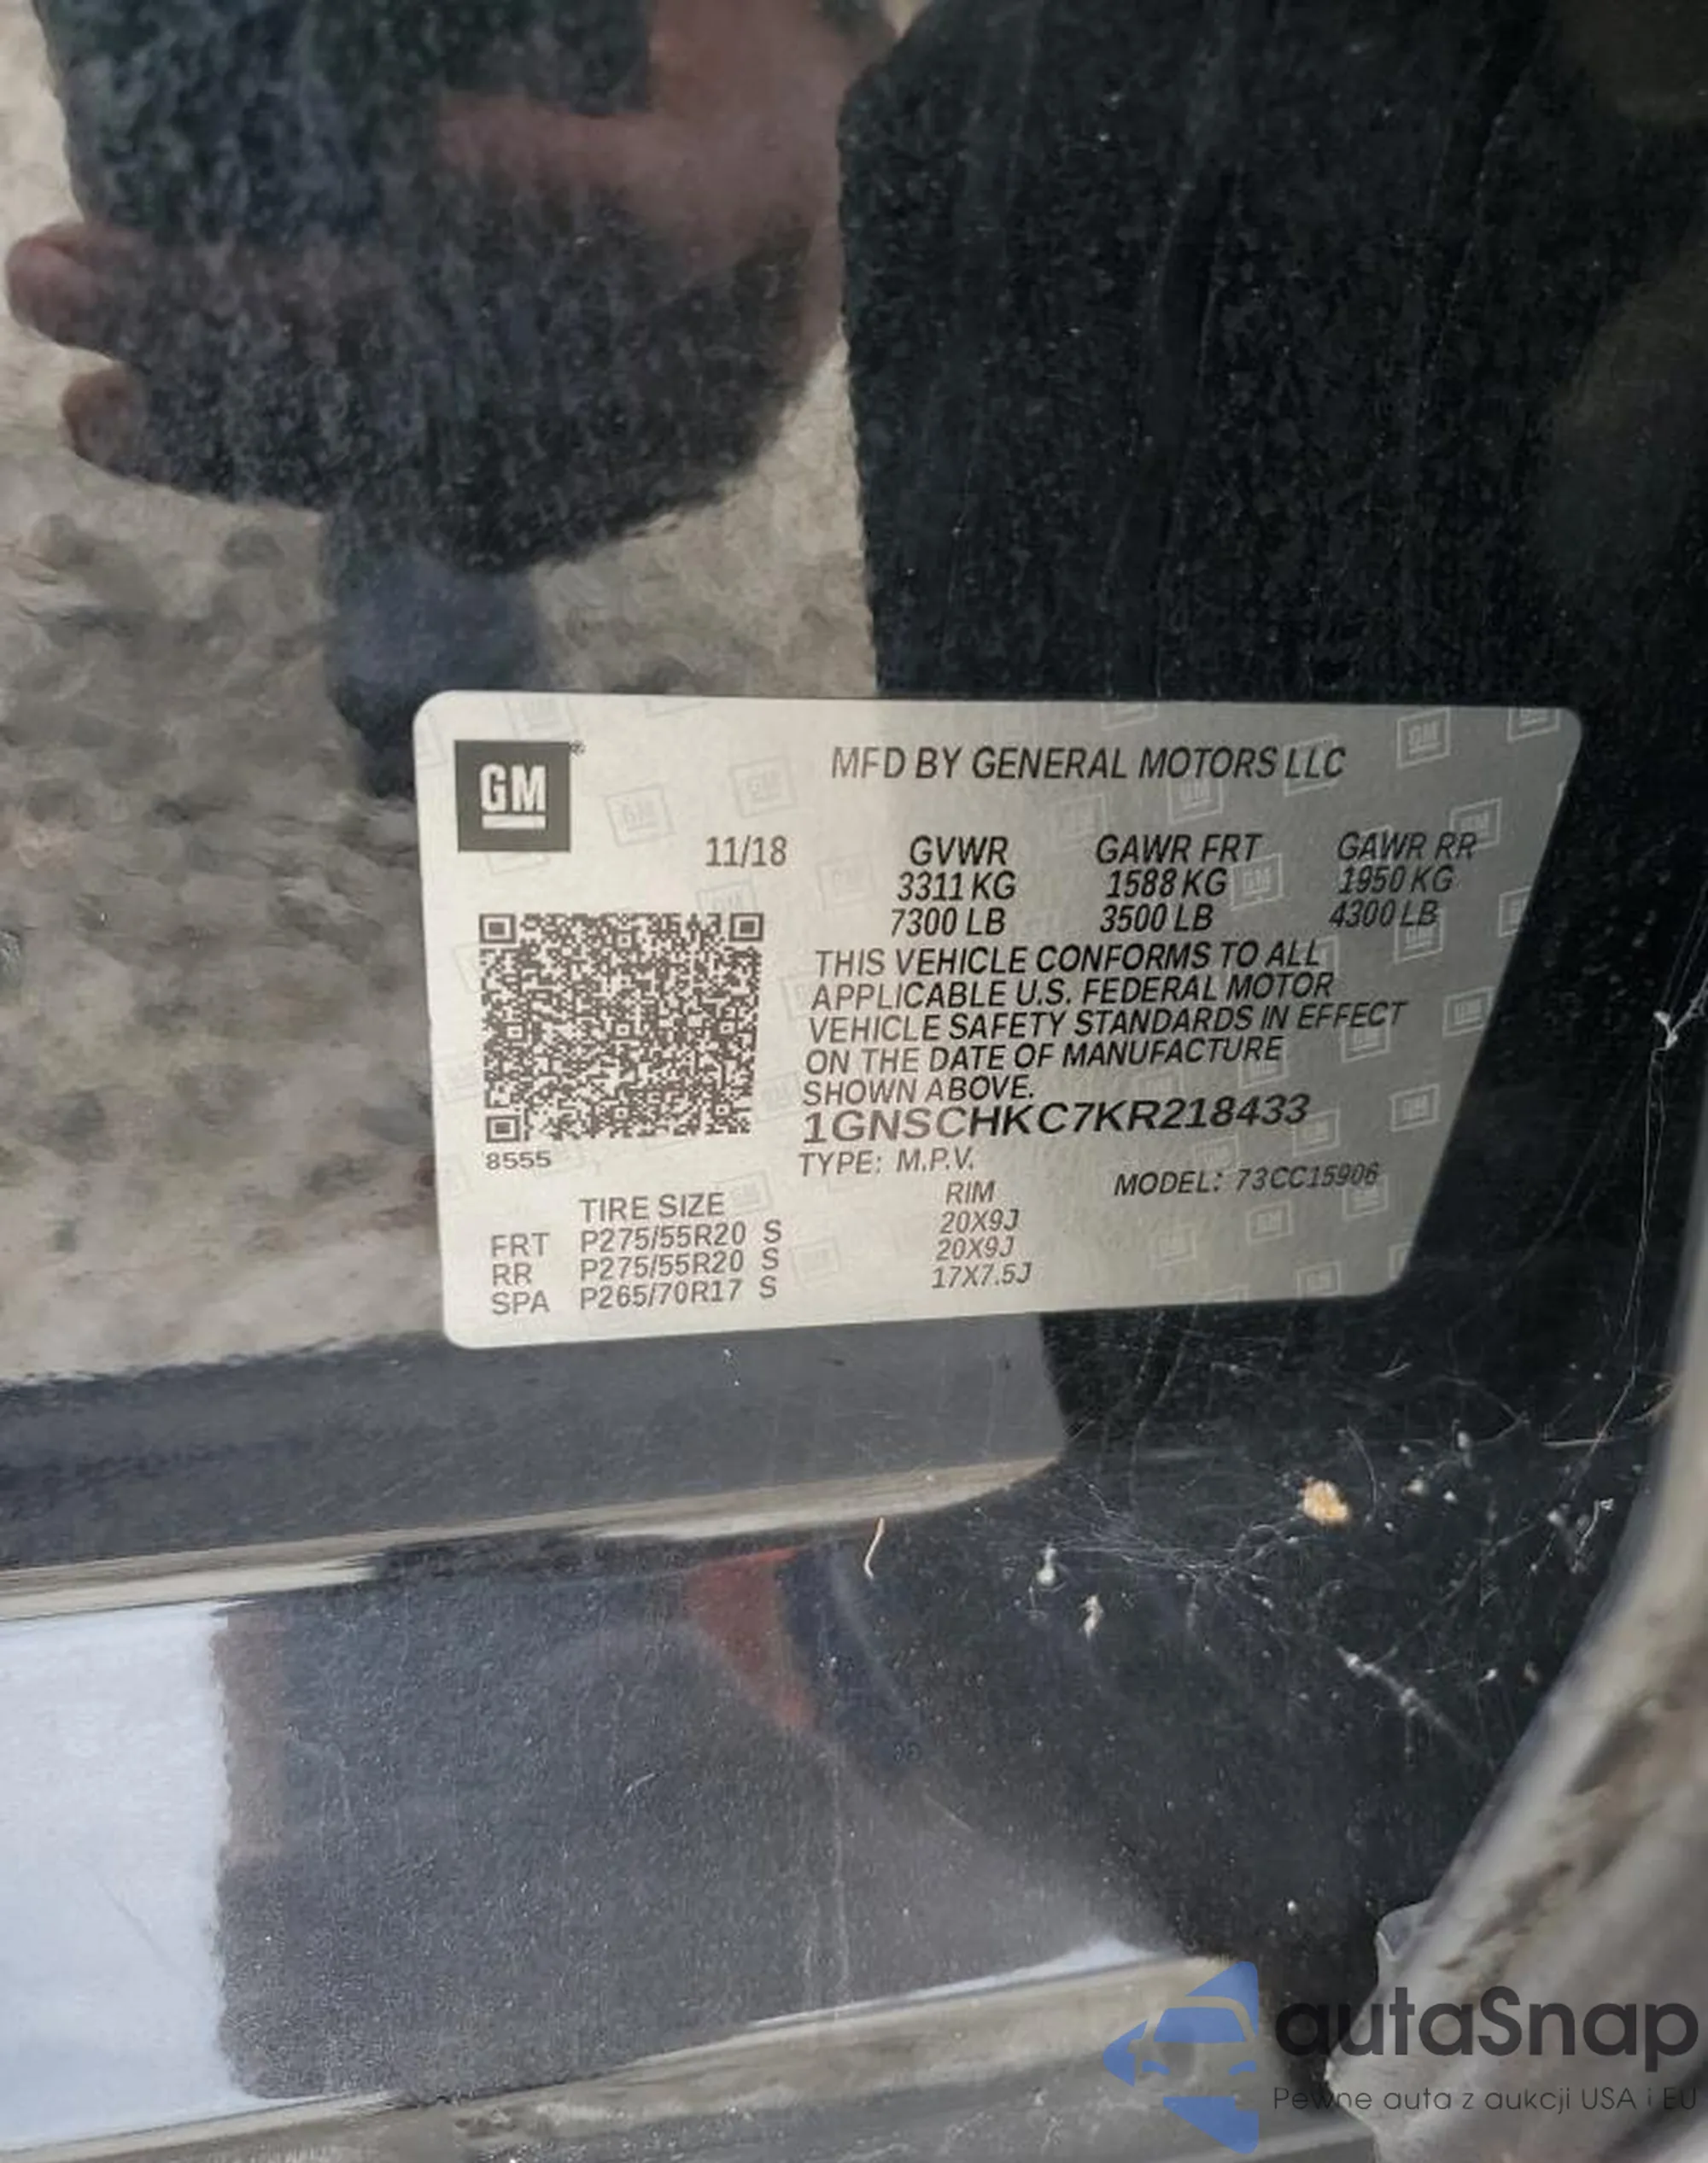 GM®
MFD BY GENERAL MOTORS LLC
11/18 GVWR GAWR FRT GAWR RR
3311 KG 1588 KG 1950 KG
7300 LB 3500 LB 4300 LB
THIS VEHICLE CONFORMS TO ALL
APPLICABLE U.S. FEDERAL MOTOR
VEHICLE SAFETY STANDARDS IN EFFECT
ON THE DATE OF MANUFACTURE
SHOWN ABOVE.
1GNSCHKC7KR218433
8555
TYPE: M.P.V. MODEL: 73CC15906
TIRE SIZE RIM
FRT P275/55R20 S 20X9J
RR P275/55R20 S 20X9J
SPA P265/70R17 S 17X7.5J
autaSnap
Pewne auta z aukcji USA i EU